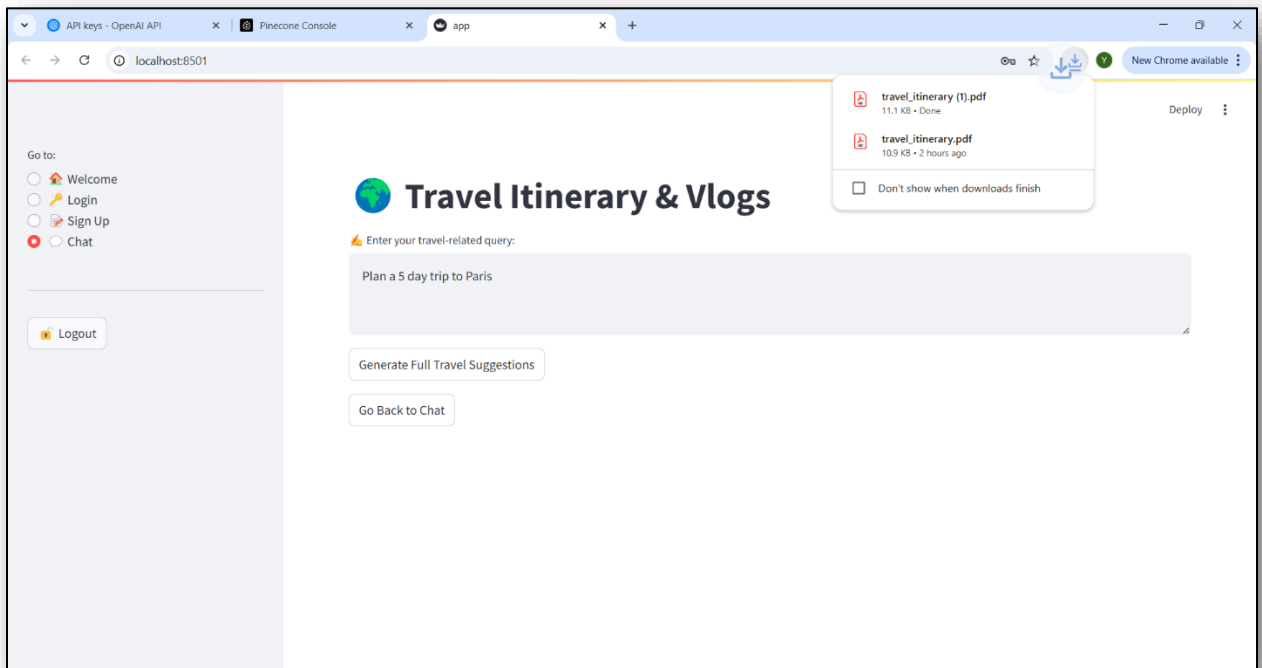 API keys - OpenAI API
Pinecone Console
app
localhost:8501
Y
New Chrome available
travel_itinerary (1).pdf
11.1 KB • Done
travel_itinerary.pdf
10.9 KB • 2 hours ago
Don't show when downloads finish
Deploy
Go to:
Welcome
Login
Sign Up
Chat
Logout
Travel Itinerary & Vlogs
Enter your travel-related query:
Plan a 5 day trip to Paris
Generate Full Travel Suggestions
Go Back to Chat